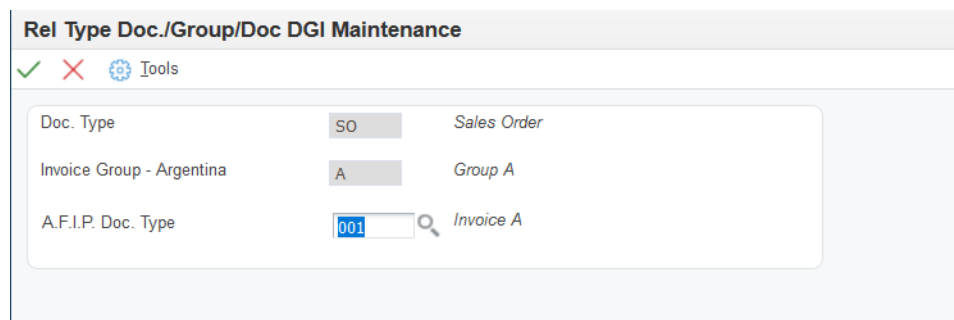 Rel Type Doc./Group/Doc DGI Maintenance
Tools
Doc. Type SO Sales Order
Invoice Group - Argentina A Group A
A.F.I.P. Doc. Type 001 Invoice A